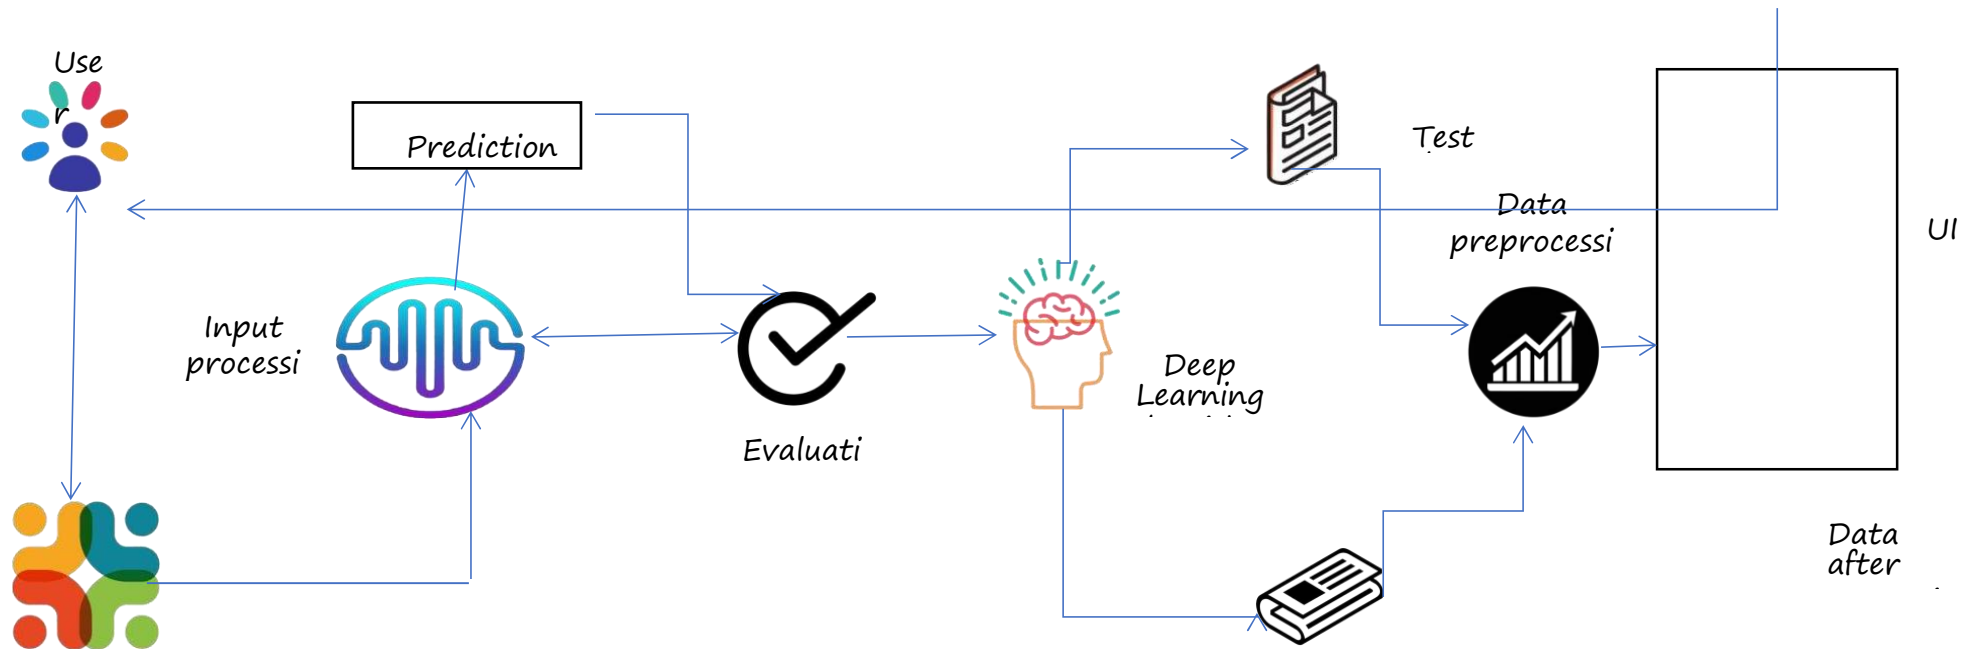 Use
r
Prediction
Test
Data
preprocessi
UI
Input
processi
Deep
Learning
Evaluati
Data
after